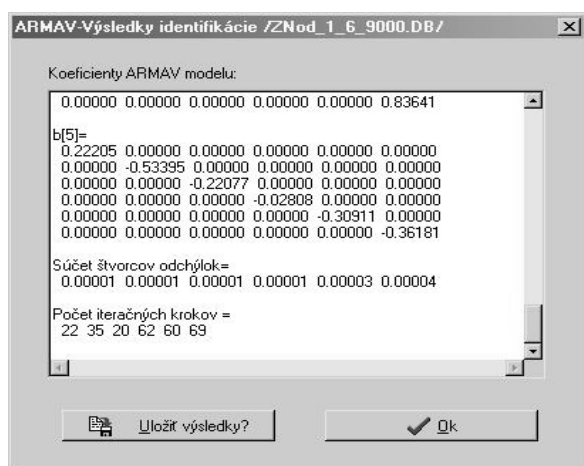 ARMAV-Výsledky identifikácie /ZNod_1_6_9000.DB/
Koeficienty ARMAV modelu:
0.00000 0.00000 0.00000 0.00000 0.00000 0.83641
b[5]=
0.22205 0.00000 0.00000 0.00000 0.00000 0.00000
0.00000 -0.53395 0.00000 0.00000 0.00000 0.00000
0.00000 0.00000 -0.22077 0.00000 0.00000 0.00000
0.00000 0.00000 0.00000 -0.02808 0.00000 0.00000
0.00000 0.00000 0.00000 0.00000 -0.30911 0.00000
0.00000 0.00000 0.00000 0.00000 0.00000 -0.36181
Súčet štvorcov odchýlok=
0.00001 0.00001 0.00001 0.00001 0.00003 0.00004
Počet iteračných krokov =
22 35 20 62 60 69
Uložiť výsledky?
Ok